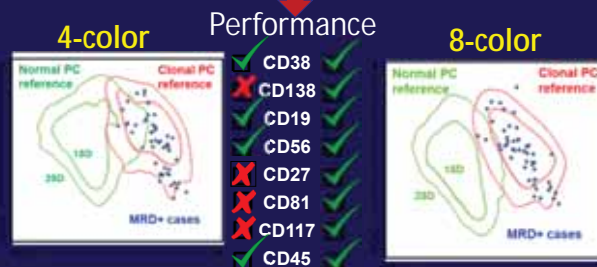 Performance
4-color
8-color
Normal PC
reference
Clonal PC
reference
1SD
2SD
MRD+ cases
CD38
CD138
CD19
CD56
CD27
CD81
CD117
CD45
Normal PC
reference
Clonal PC
reference
1SD
2SD
MRD+ cases